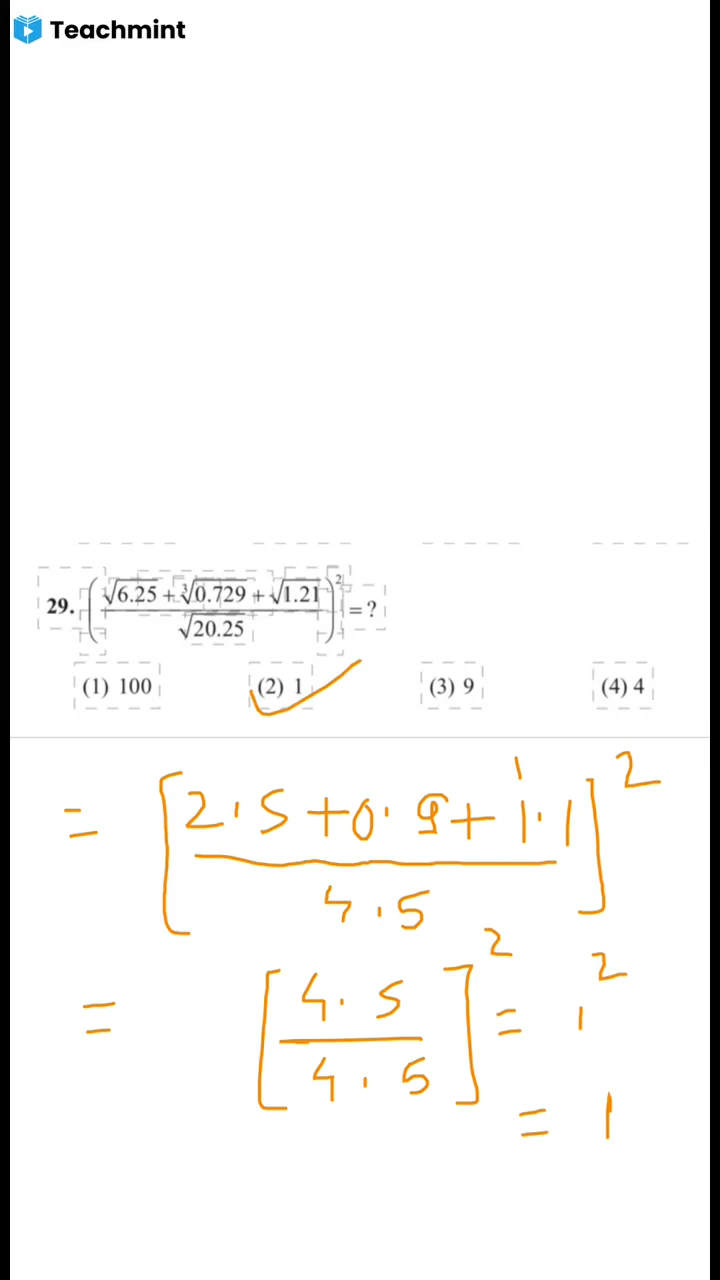 Teachmint
29. ((√6.25 + ∛0.729 + √1.21)/√20.25)² = ?
(1) 100 (2) 1 (3) 9 (4) 4
= [(2.5+0.9+1.1)/4.5]²
= [4.5/4.5]² = 1²
= 1